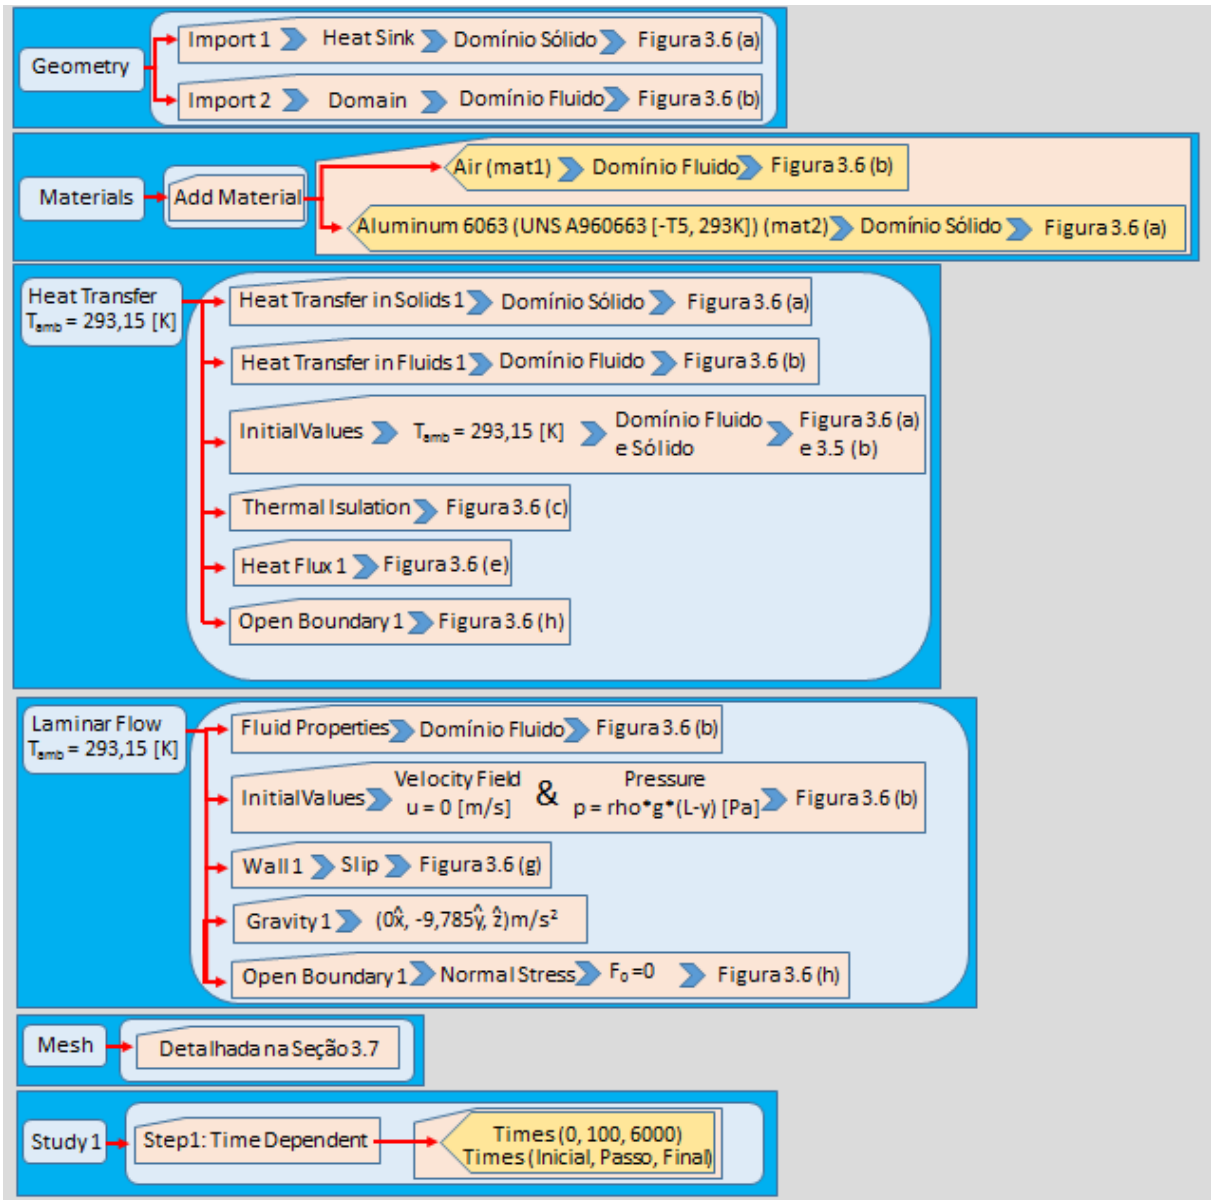 Geometry
Import 1 Heat Sink Domínio Sólido Figura 3.6 (a)
Import 2 Domain Domínio Fluido Figura 3.6 (b)
Materials
Add Material
Air (mat1) Domínio Fluido Figura 3.6 (b)
Aluminum 6063 (UNS A960663 [-T5, 293K]) (mat2) Domínio Sólido Figura 3.6 (a)
Heat Transfer
Tamb = 293,15 [K]
Heat Transfer in Solids 1 Domínio Sólido Figura 3.6 (a)
Heat Transfer in Fluids 1 Domínio Fluido Figura 3.6 (b)
Initial Values Tamb = 293,15 [K] Domínio Fluido e Sólido Figura 3.6 (a) e 3.5 (b)
Thermal Isulation Figura 3.6 (c)
Heat Flux 1 Figura 3.6 (e)
Open Boundary 1 Figura 3.6 (h)
Laminar Flow
Tamb = 293,15 [K]
Fluid Properties Domínio Fluido Figura 3.6 (b)
Initial Values Velocity Field u = 0 [m/s] & Pressure p = rho*g*(L-y) [Pa] Figura 3.6 (b)
Wall 1 Slip Figura 3.6 (g)
Gravity 1 (0x̂, -9,785ŷ, ẑ)m/s²
Open Boundary 1 Normal Stress F₀=0 Figura 3.6 (h)
Mesh
Detalhada na Seção 3.7
Study 1
Step1: Time Dependent
Times (0, 100, 6000)
Times (Inicial, Passo, Final)